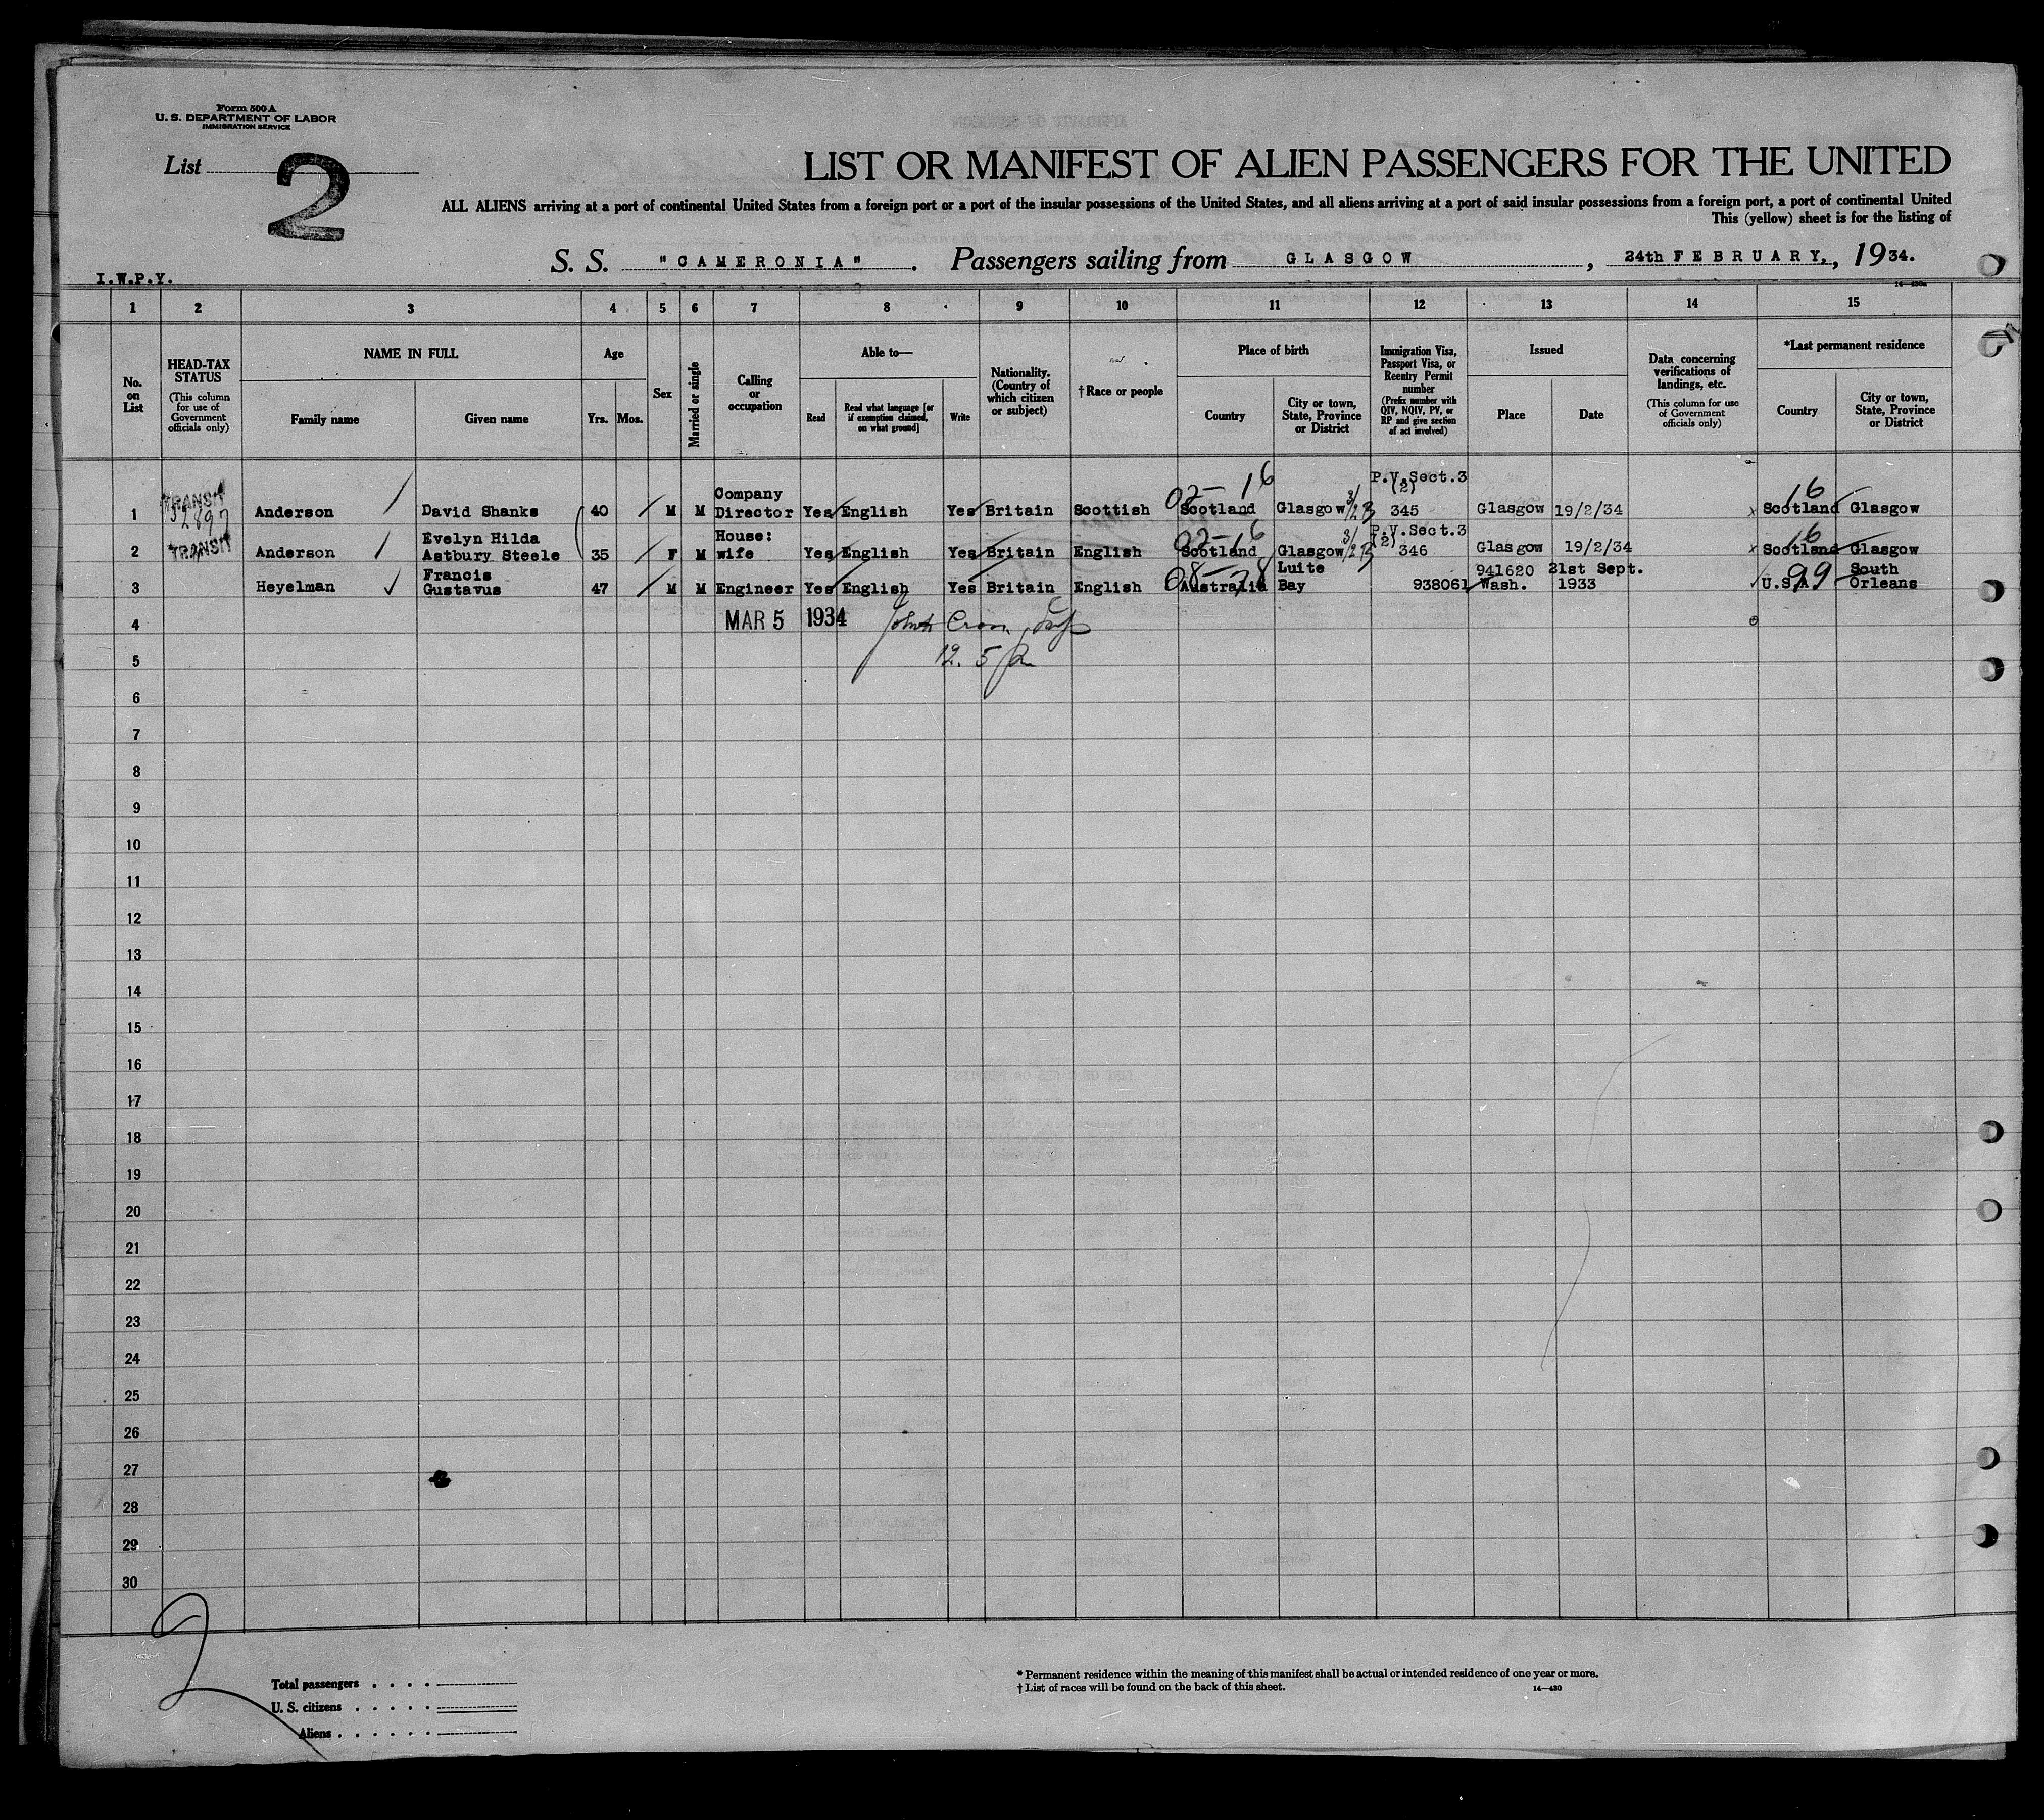 Form 500 A
U. S. DEPARTMENT OF LABOR
IMMIGRATION SERVICE
List 2
LIST OR MANIFEST OF ALIEN PASSENGERS FOR THE UNITED
ALL ALIENS arriving at a port of continental United States from a foreign port or a port of the insular possessions of the United States, and all aliens arriving at a port of said insular possessions from a foreign port, a port of continental United
This (yellow) sheet is for the listing of
S. S. "CAMERONIA". Passengers sailing from GLASGOW, 24th FEBRUARY,, 1934.
I.W.P.Y.
14—430a
1 2 3 4 5 6 7 8 9 10 11 12 13 14 15
No. on List
HEAD-TAX STATUS
(This column for use of Government officials only)
NAME IN FULL
Family name
Given name
Age
Yrs. Mos.
Sex
Married or single
Calling or occupation
Able to—
Read
Read what language [or if exemption claimed, on what ground]
Write
Nationality. (Country of which citizen or subject)
†Race or people
Place of birth
Country
City or town, State, Province or District
Immigration Visa, Passport Visa, or Reentry Permit number
(Prefix number with QIV, NQIV, PV, or RP and give section of act involved)
Issued
Place
Date
Data concerning verifications of landings, etc.
(This column for use of Government officials only)
*Last permanent residence
Country
City or town, State, Province or District
02-16 P.V.Sect.3 (2) 16
1 TRANSIT Anderson David Shanks 40 M M Company Director Yes English Yes Britain Scottish Scotland Glasgow 345 Glasgow 19/2/34 Scotland Glasgow
02-16 P.V.Sect.3 (2) 16
2 TRANSIT Anderson Evelyn Hilda Astbury Steele 35 F M House: wife Yes English Yes Britain English Scotland Glasgow 346 Glasgow 19/2/34 Scotland Glasgow
3 Heyelman Francis Gustavus 47 M M Engineer Yes English Yes Britain English Australia Luite Bay 938061 941620 Wash. 21st Sept. 1933 U.S.A 99 South Orleans
4 MAR 5 1934
5 12. 5
6
7
8
9
10
11
12
13
14
15
16
17
18
19
20
21
22
23
24
25
26
27
28
29
30
2
Total passengers
U. S. citizens
Aliens
* Permanent residence within the meaning of this manifest shall be actual or intended residence of one year or more.
† List of races will be found on the back of this sheet.
14—430